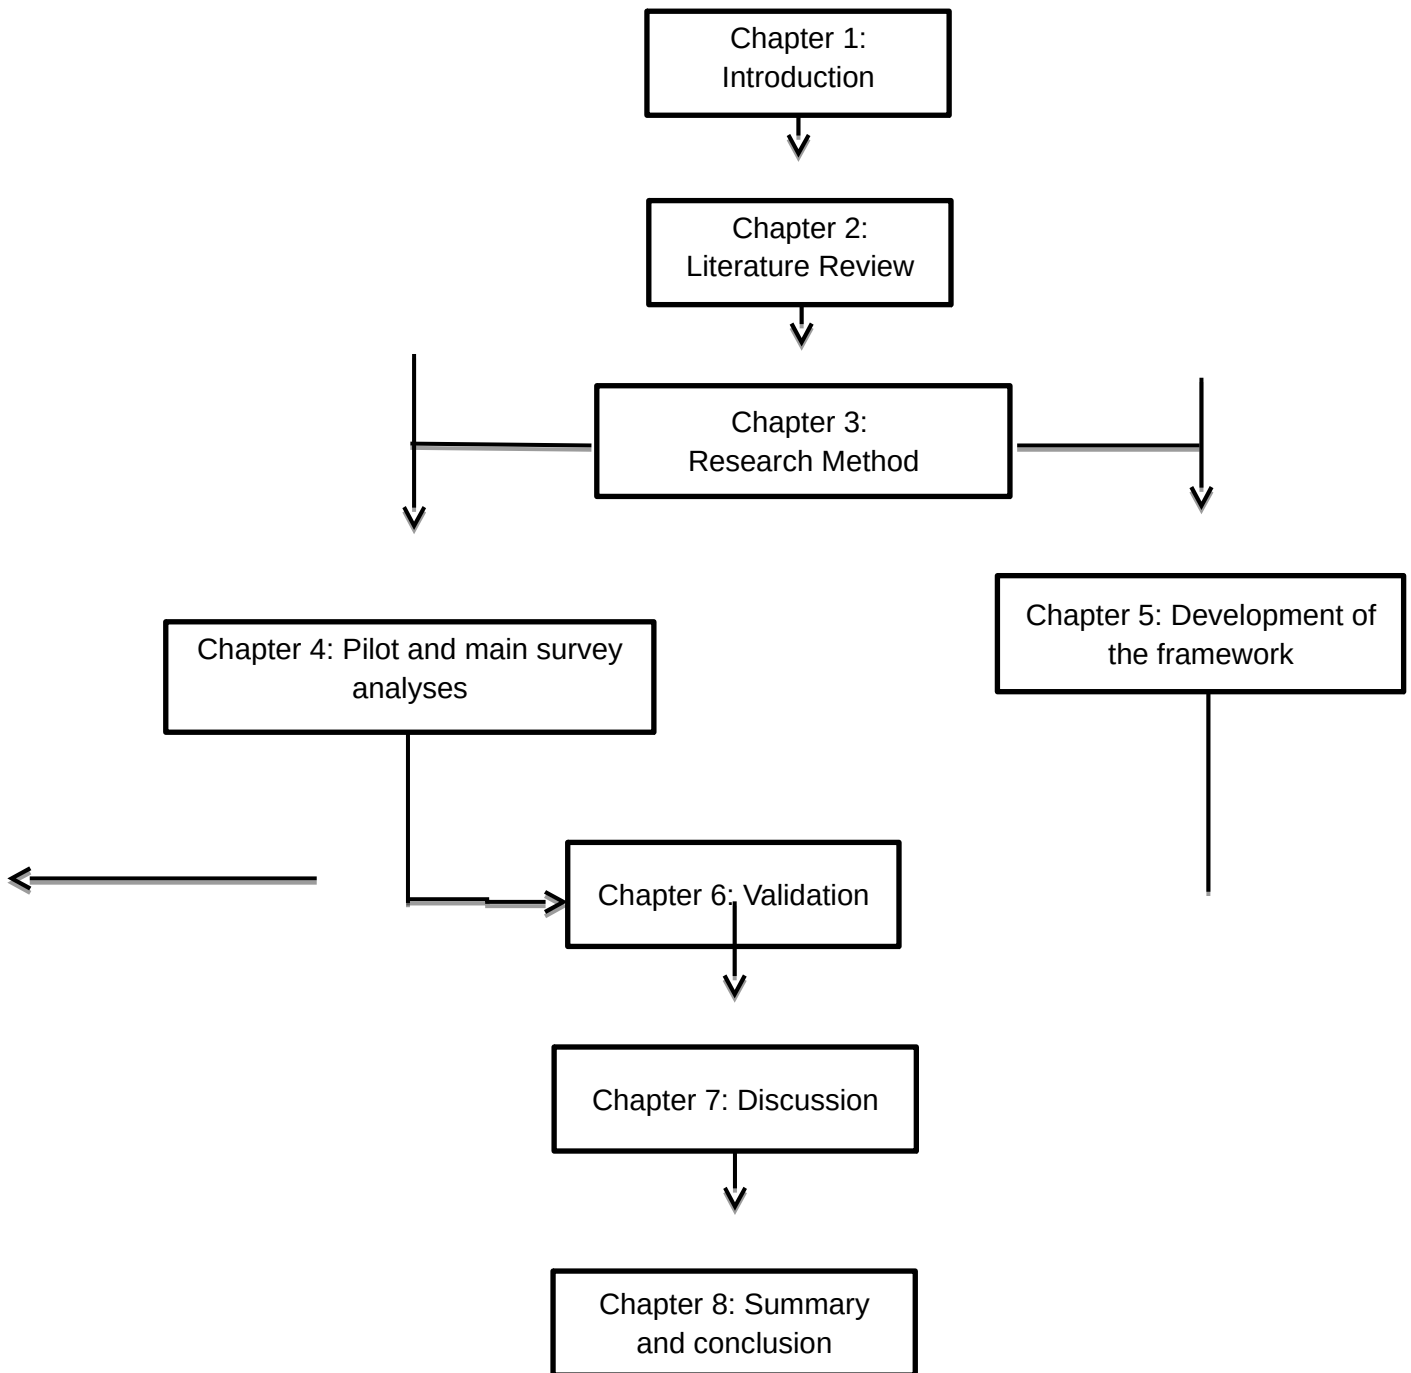 Chapter 1:
Introduction
Chapter 2:
Literature Review
Chapter 3:
Research Method
Chapter 4: Pilot and main survey
analyses
Chapter 5: Development of
the framework
Chapter 6: Validation
Chapter 7: Discussion
Chapter 8: Summary
and conclusion